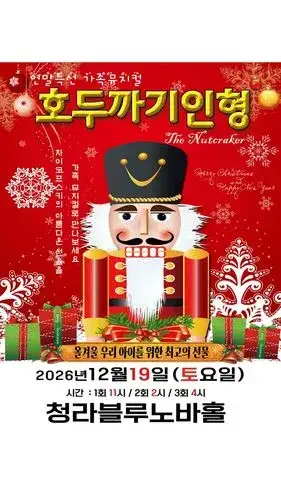 연말특선 가족뮤지컬
호두까기인형
The Nutcraker
차이코프스키의 아름다운 선율을
가족 뮤지컬로 만나보세요
Merry Christmas
and
Happy New Year
올겨울 우리 아이를 위한 최고의 선물
2026년12월19일(토요일)
시간 : 1회 11시 / 2회 2시 / 3회 4시
청라블루노바홀